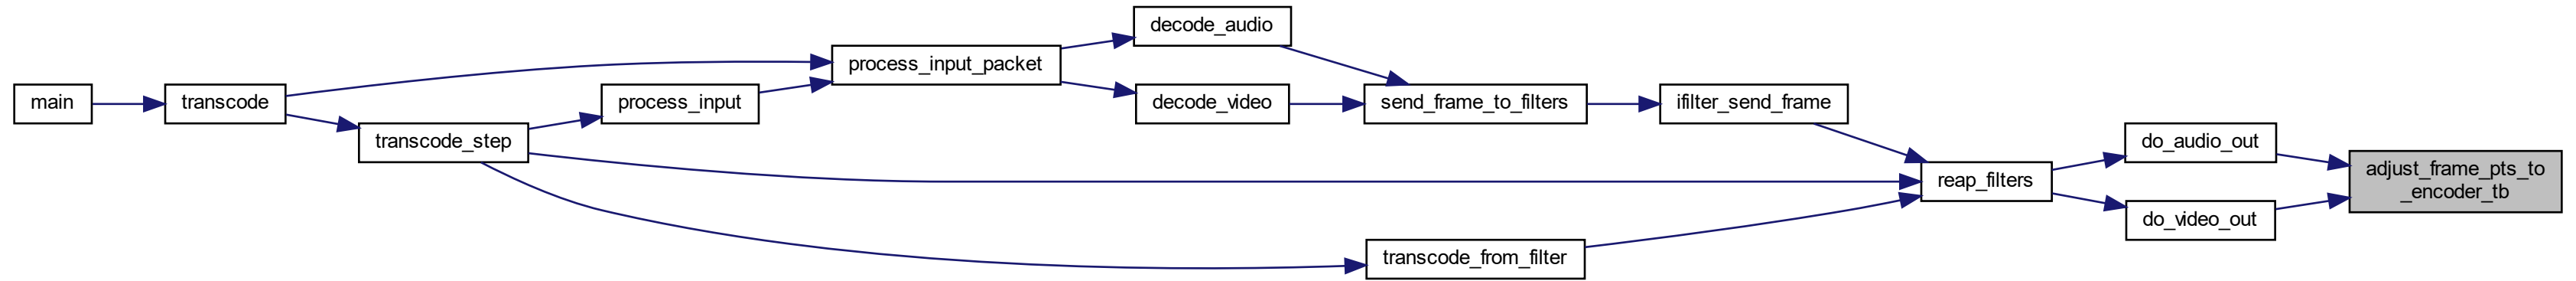 main
transcode
transcode_step
process_input
process_input_packet
decode_audio
decode_video
send_frame_to_filters
ifilter_send_frame
transcode_from_filter
reap_filters
do_audio_out
do_video_out
adjust_frame_pts_to
_encoder_tb